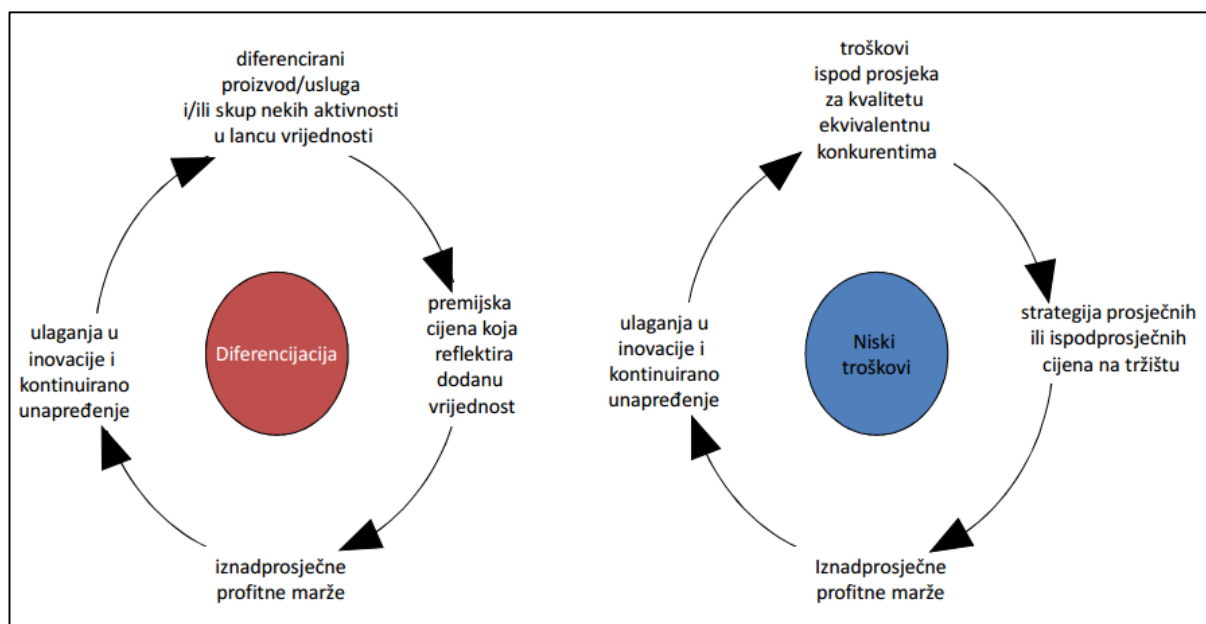 diferencirani
proizvod/usluga
i/ili skup nekih aktivnosti
u lancu vrijednosti
premijska
cijena koja
reflektira
dodanu
vrijednost
iznadprosječne
profitne marže
ulaganja u
inovacije i
kontinuirano
unapređenje
Diferencijacija
troškovi
ispod prosjeka
za kvalitetu
ekvivalentnu
konkurentima
strategija prosječnih
ili ispodprosječnih
cijena na tržištu
Iznadprosječne
profitne marže
ulaganja u
inovacije i
kontinuirano
unapređenje
Niski
troškovi